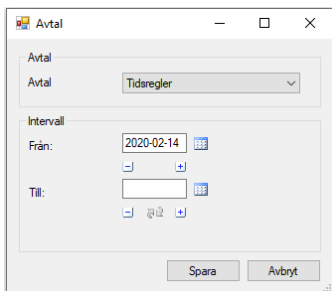 Avtal
Avtal
Avtal Tidsregler
Intervall
Från: 2020-02-14
Till:
Spara Avbryt